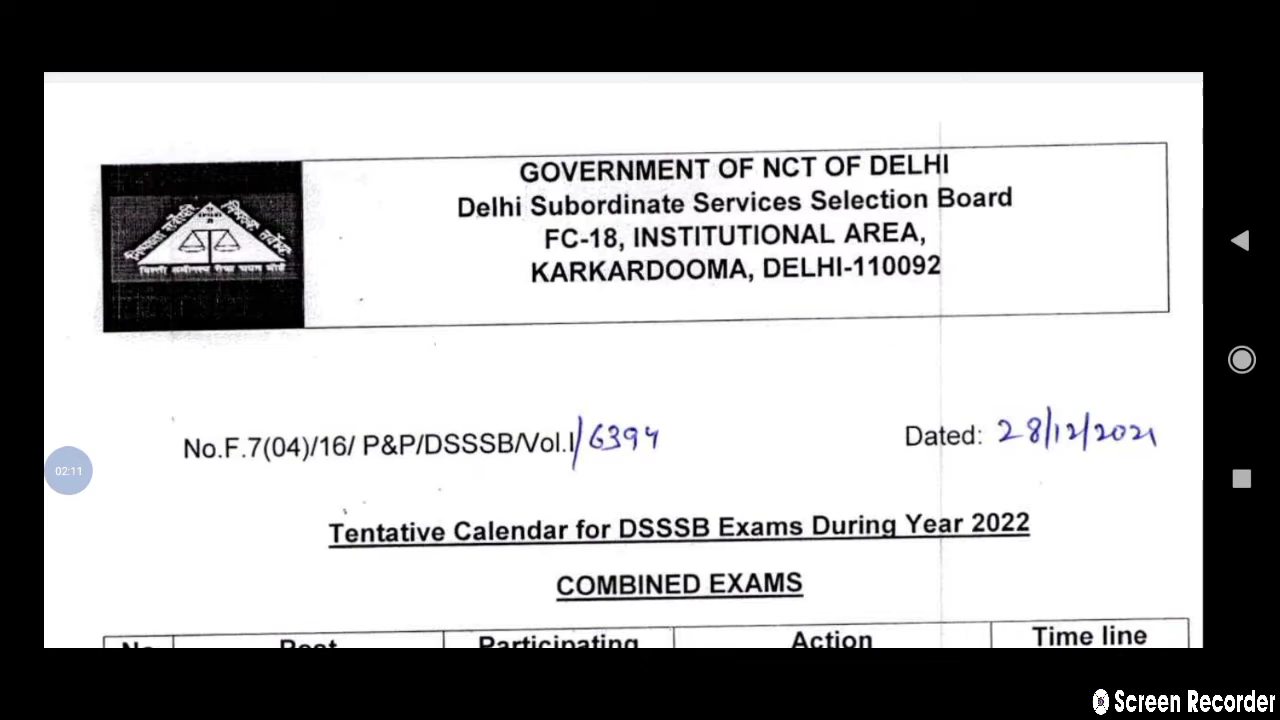 GOVERNMENT OF NCT OF DELHI
Delhi Subordinate Services Selection Board
FC-18, INSTITUTIONAL AREA,
KARKARDOOMA, DELHI-110092
No.F.7(04)/16/ P&P/DSSSB/Vol.I/6394
Dated: 28/12/2021
02:11
Tentative Calendar for DSSSB Exams During Year 2022
COMBINED EXAMS
No Post Participating Action Time line
Screen Recorder